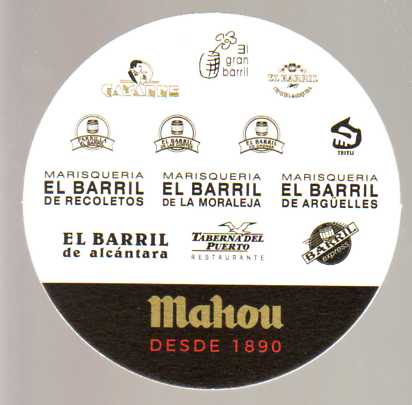 El
gran
barril
EL BARRIL
TRITLI
MARISQUERIA
EL BARRIL
DE RECOLETOS
MARISQUERIA
EL BARRIL
DE LA MORALEJA
MARISQUERIA
EL BARRIL
DE ARGÜELLES
EL BARRIL
de alcántara
TABERNA DEL
PUERTO
RESTAURANTE
BARRIL
express
Mahou
DESDE 1890